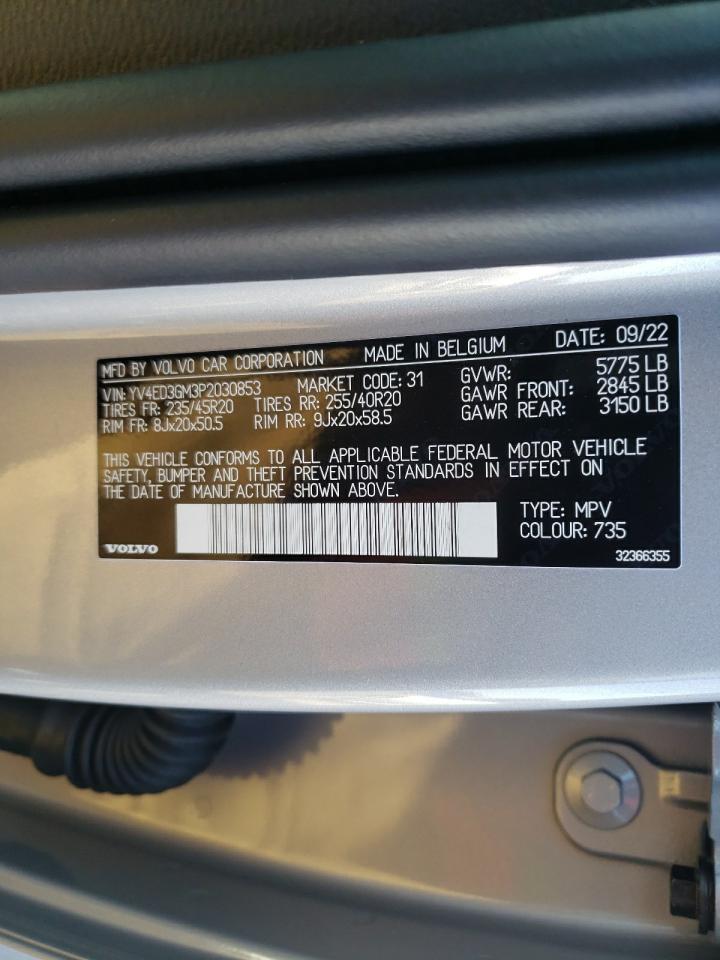 MFD BY VOLVO CAR CORPORATION MADE IN BELGIUM DATE: 09/22
VIN: YV4ED3GM3P2030853 MARKET CODE: 31 GVWR: 5775 LB
TIRES FR: 235/45R20 TIRES RR: 255/40R20 GAWR FRONT: 2845 LB
RIM FR: 8Jx20x50.5 RIM RR: 9Jx20x58.5 GAWR REAR: 3150 LB
THIS VEHICLE CONFORMS TO ALL APPLICABLE FEDERAL MOTOR VEHICLE
SAFETY, BUMPER AND THEFT PREVENTION STANDARDS IN EFFECT ON
THE DATE OF MANUFACTURE SHOWN ABOVE.
TYPE: MPV
COLOUR: 735
VOLVO 32366355